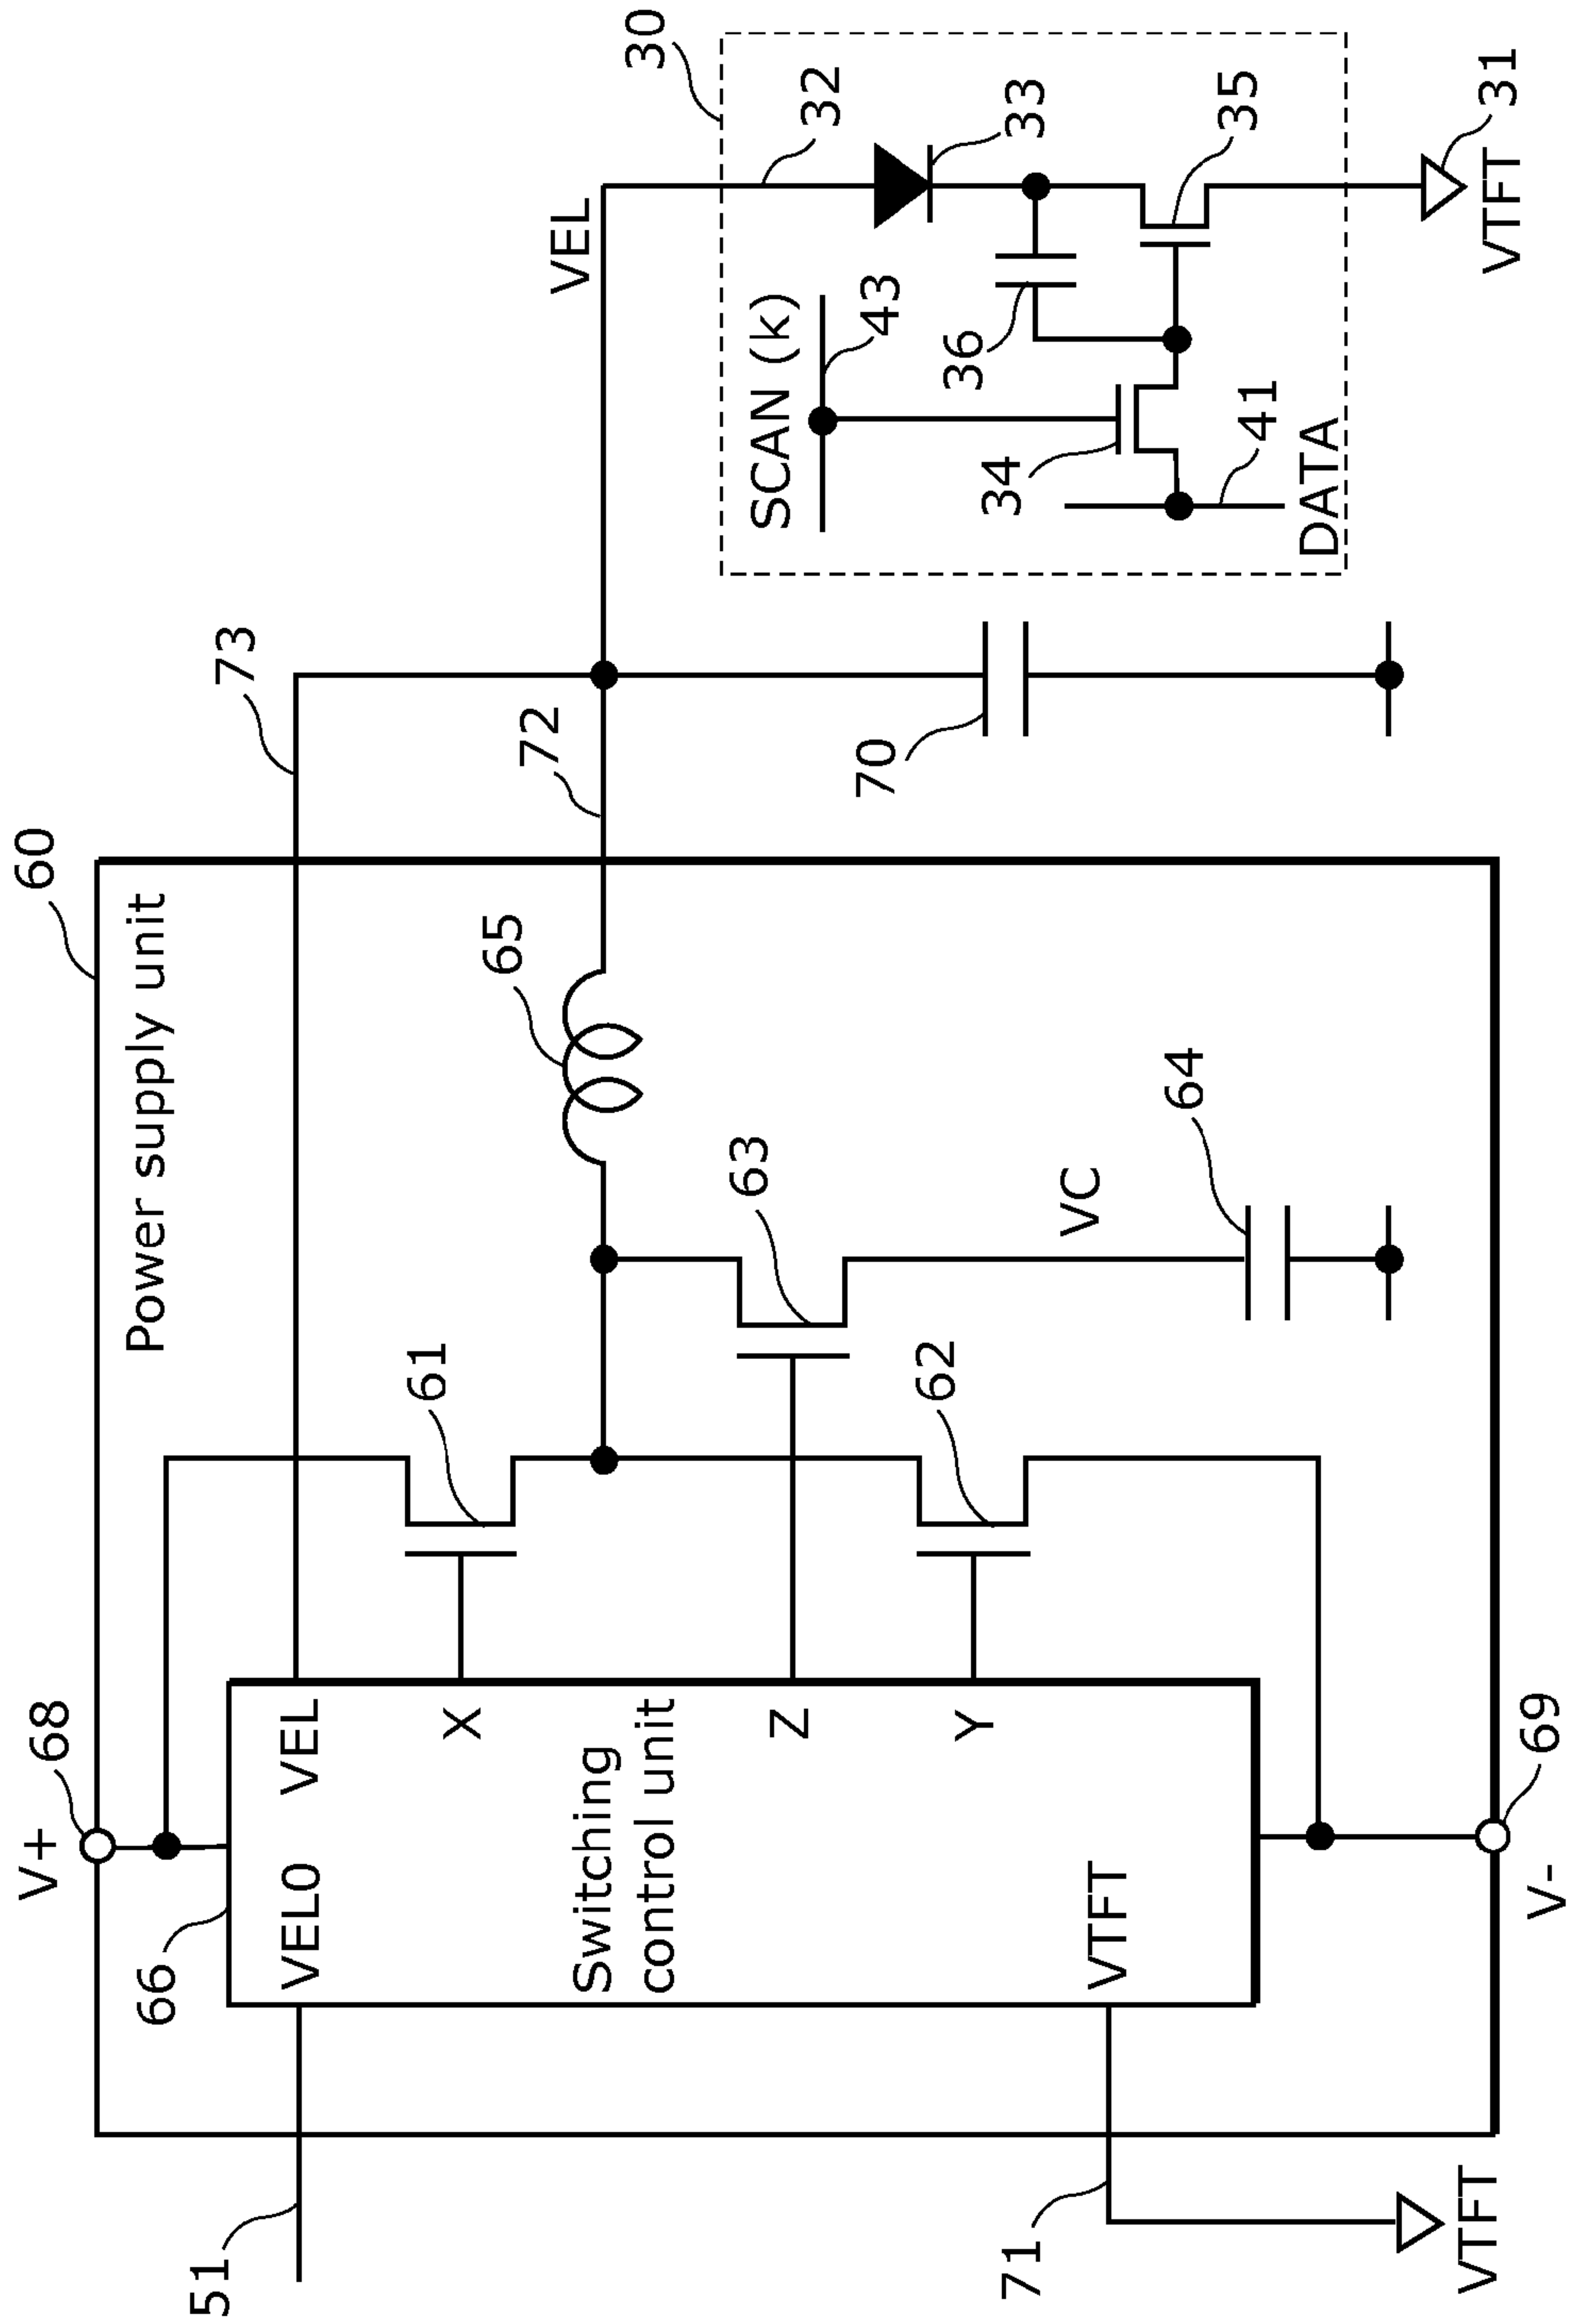 V+
68
60
30
Power supply unit
66
51
73
VEL0
VEL
61
X
65
72
VEL
Switching
control unit
63
SCAN (k)
Z
32
70
43
62
36
Y
34
33
71
VC
VTFT
64
35
41
DATA
VTFT
31
VTFT
69
V-